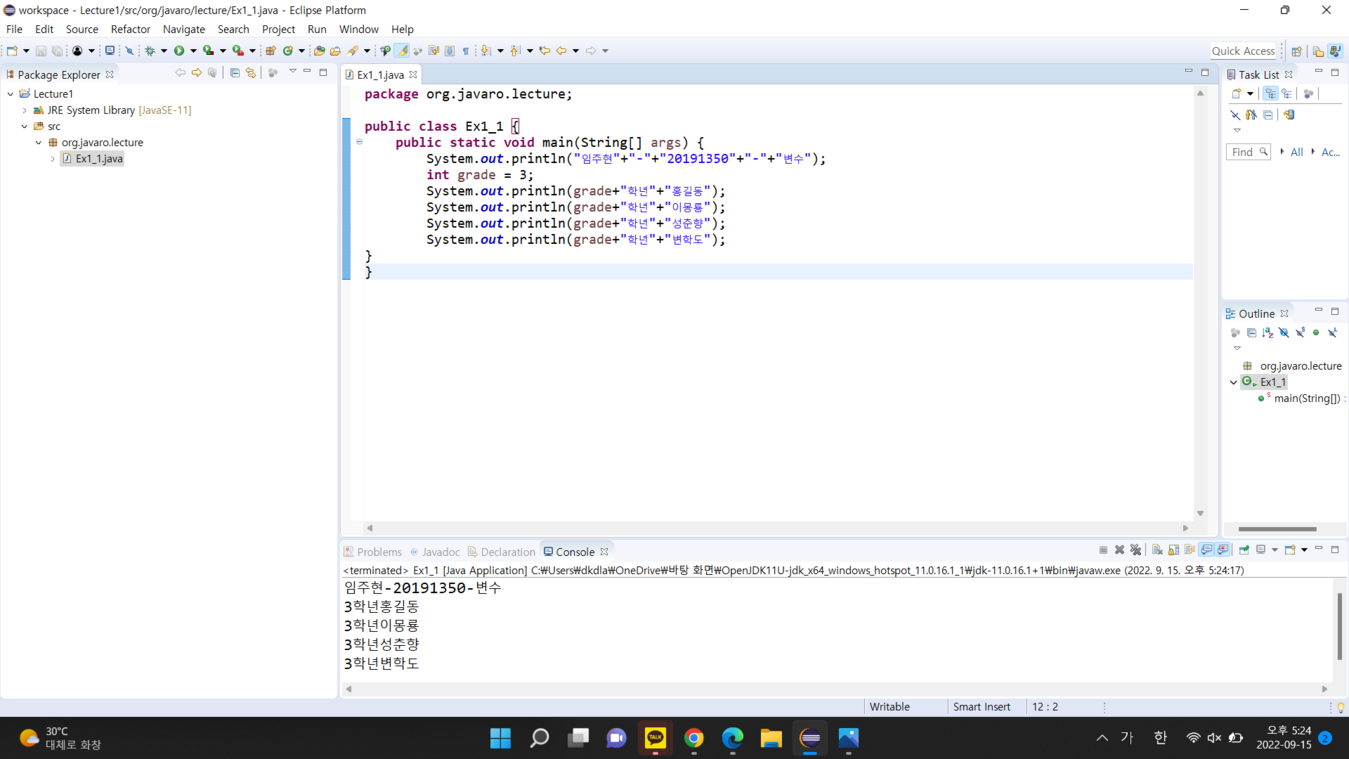 workspace - Lecture1/src/org/javaro/lecture/Ex1_1.java - Eclipse Platform
File Edit Source Refactor Navigate Search Project Run Window Help
Quick Access
Package Explorer
Lecture1
JRE System Library [JavaSE-11]
src
org.javaro.lecture
Ex1_1.java
Ex1_1.java
package org.javaro.lecture;
public class Ex1_1 {
public static void main(String[] args) {
System.out.println("임주현"+"-"+"20191350"+"-"+"변수");
int grade = 3;
System.out.println(grade+"학년"+"홍길동");
System.out.println(grade+"학년"+"이몽룡");
System.out.println(grade+"학년"+"성춘향");
System.out.println(grade+"학년"+"변학도");
}
}
Task List
Find All Ac...
Outline
org.javaro.lecture
Ex1_1
main(String[]) :
Problems Javadoc Declaration Console
<terminated> Ex1_1 [Java Application] C:₩Users₩dkdla₩OneDrive₩바탕 화면₩OpenJDK11U-jdk_x64_windows_hotspot_11.0.16.1_1₩jdk-11.0.16.1+1₩bin₩javaw.exe (2022. 9. 15. 오후 5:24:17)
임주현-20191350-변수
3학년홍길동
3학년이몽룡
3학년성춘향
3학년변학도
Writable Smart Insert 12 : 2
30°C
대체로 화창
TALK
가 한
오후 5:24
2022-09-15
2